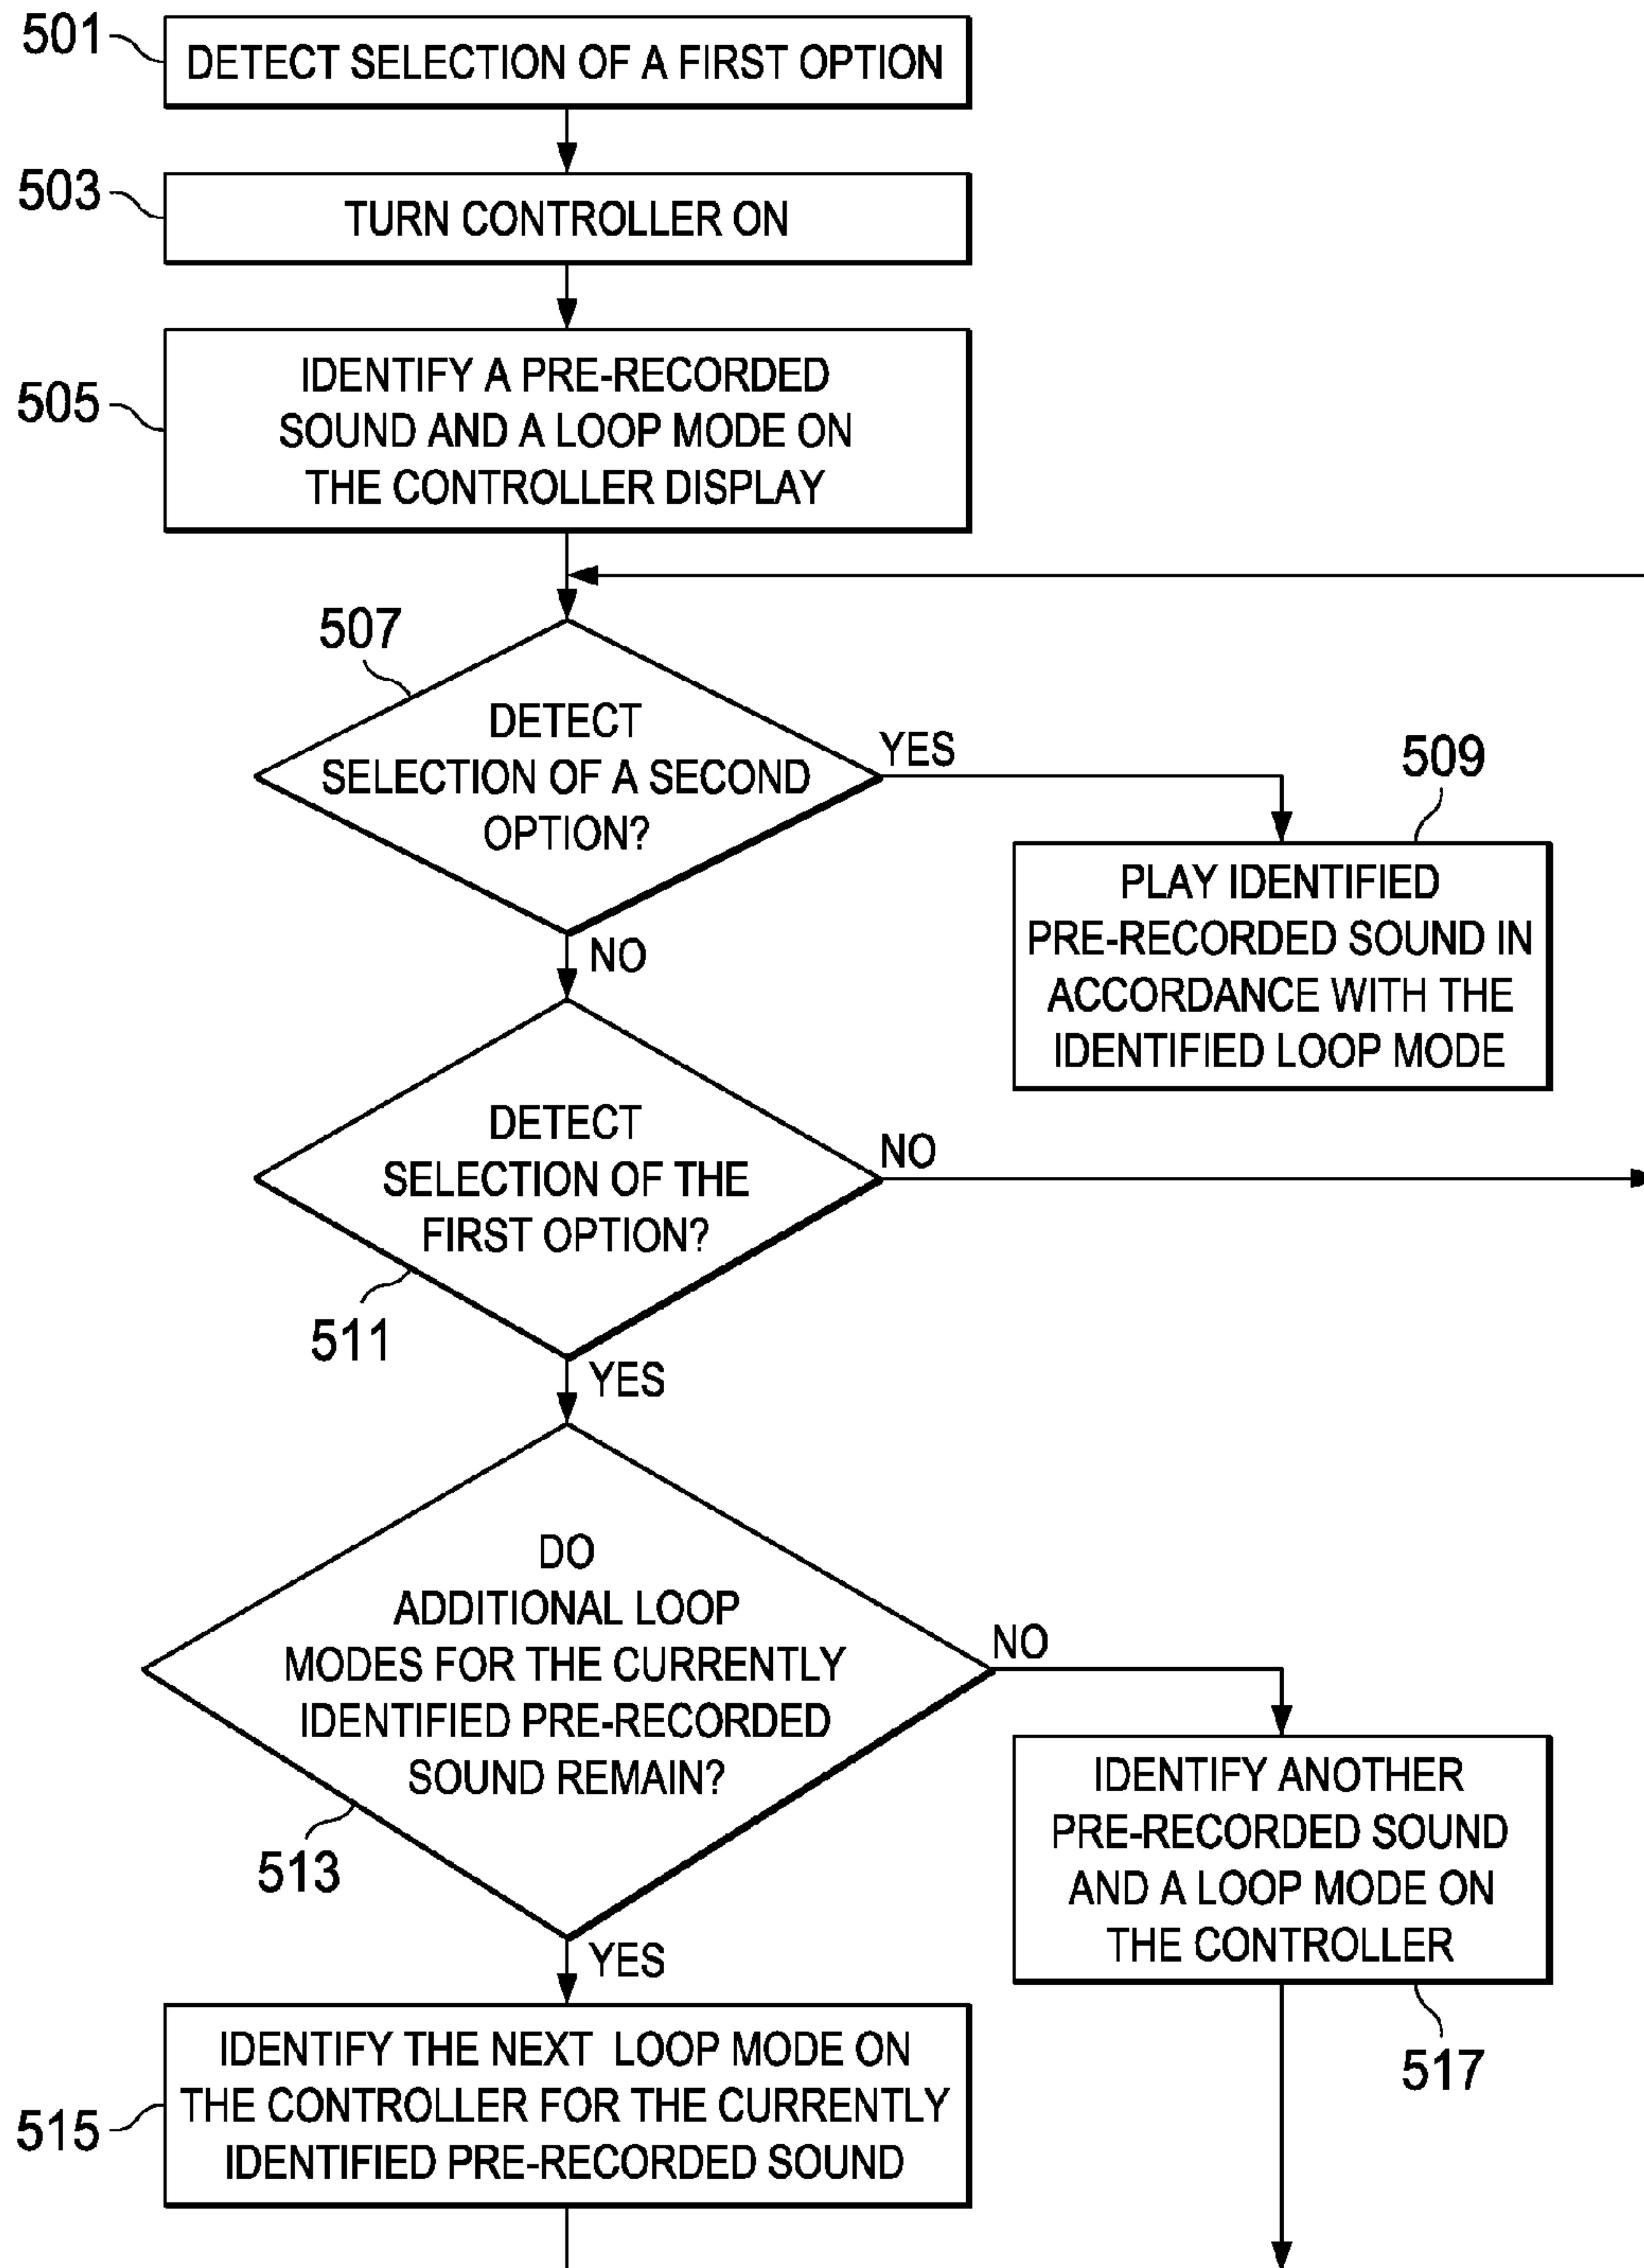 501
DETECT SELECTION OF A FIRST OPTION
503
TURN CONTROLLER ON
505
IDENTIFY A PRE-RECORDED
SOUND AND A LOOP MODE ON
THE CONTROLLER DISPLAY
507
DETECT
SELECTION OF A SECOND
OPTION?
YES
509
PLAY IDENTIFIED
PRE-RECORDED SOUND IN
ACCORDANCE WITH THE
IDENTIFIED LOOP MODE
NO
DETECT
SELECTION OF THE
FIRST OPTION?
NO
511
YES
DO
ADDITIONAL LOOP
MODES FOR THE CURRENTLY
IDENTIFIED PRE-RECORDED
SOUND REMAIN?
NO
513
IDENTIFY ANOTHER
PRE-RECORDED SOUND
AND A LOOP MODE ON
THE CONTROLLER
517
YES
IDENTIFY THE NEXT LOOP MODE ON
THE CONTROLLER FOR THE CURRENTLY
IDENTIFIED PRE-RECORDED SOUND
515